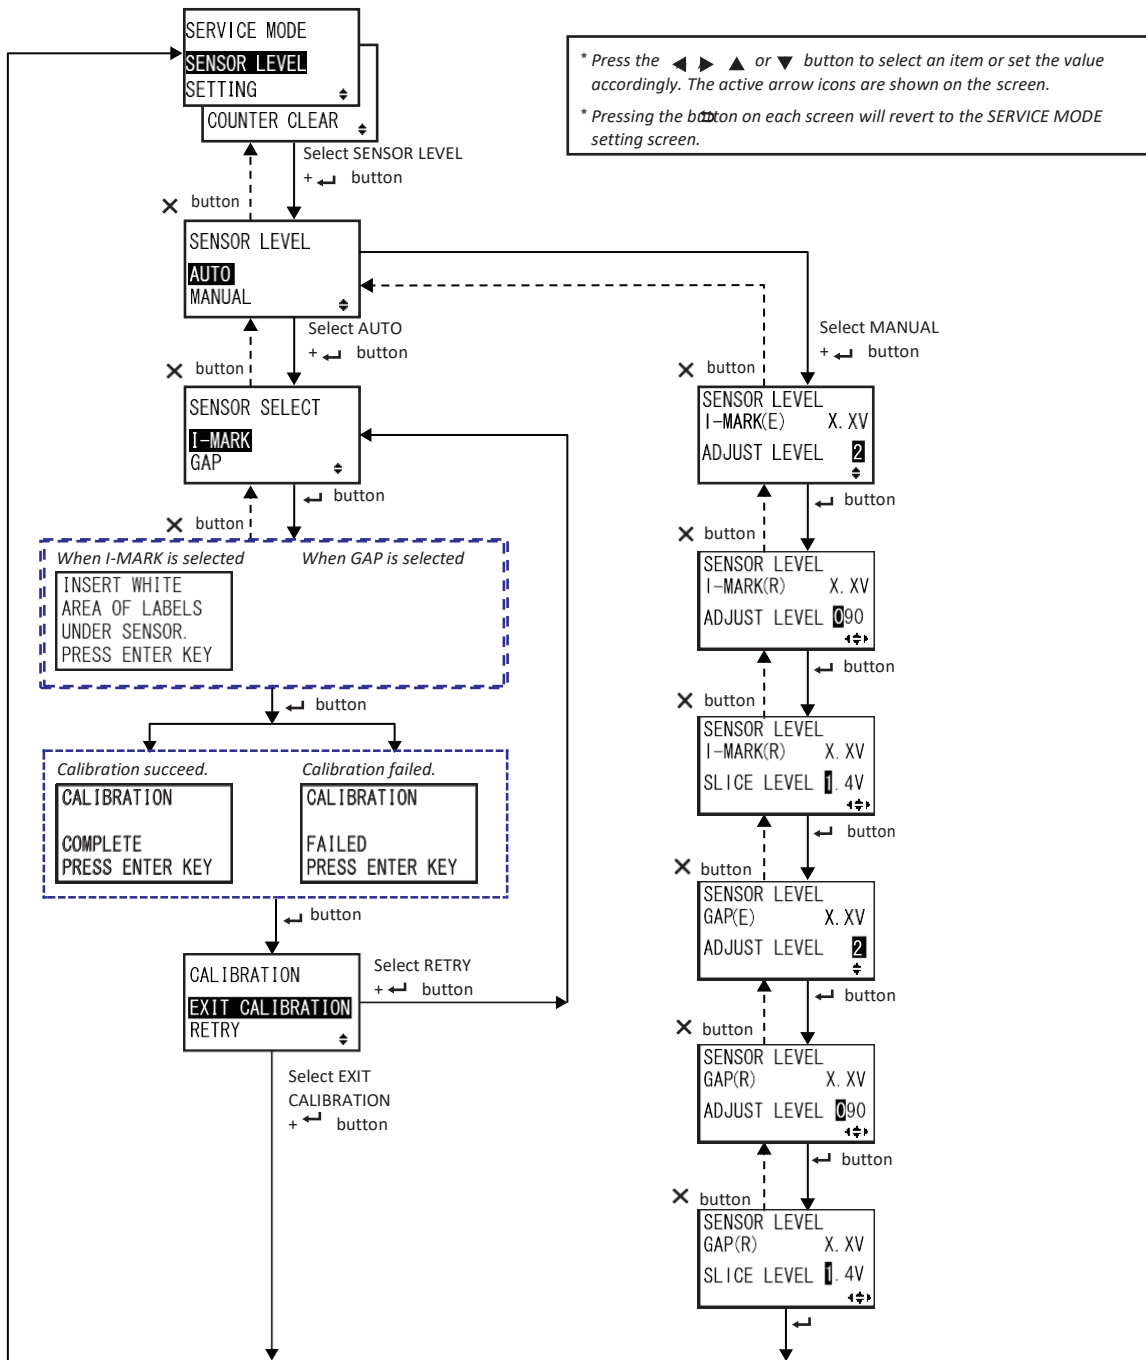 SERVICE MODE
SENSOR LEVEL
SETTING
COUNTER CLEAR
* Press the ◀ ▶ ▲ or ▼ button to select an item or set the value
accordingly. The active arrow icons are shown on the screen.
* Pressing the button on each screen will revert to the SERVICE MODE
setting screen.
Select SENSOR LEVEL
+ ↵ button
✕ button
SENSOR LEVEL
AUTO
MANUAL
Select AUTO
+ ↵ button
✕ button
SENSOR SELECT
I-MARK
GAP
↵ button
✕ button
When I-MARK is selected
When GAP is selected
INSERT WHITE
AREA OF LABELS
UNDER SENSOR.
PRESS ENTER KEY
↵ button
Calibration succeed.
CALIBRATION
COMPLETE
PRESS ENTER KEY
Calibration failed.
CALIBRATION
FAILED
PRESS ENTER KEY
↵ button
CALIBRATION
EXIT CALIBRATION
RETRY
Select RETRY
+ ↵ button
Select EXIT
CALIBRATION
+ ↵ button
Select MANUAL
+ ↵ button
✕ button
SENSOR LEVEL
I-MARK(E) X.XV
ADJUST LEVEL 2
↵ button
✕ button
SENSOR LEVEL
I-MARK(R) X.XV
ADJUST LEVEL 090
↵ button
✕ button
SENSOR LEVEL
I-MARK(R) X.XV
SLICE LEVEL 1.4V
↵ button
✕ button
SENSOR LEVEL
GAP(E) X.XV
ADJUST LEVEL 2
↵ button
✕ button
SENSOR LEVEL
GAP(R) X.XV
ADJUST LEVEL 090
↵ button
✕ button
SENSOR LEVEL
GAP(R) X.XV
SLICE LEVEL 1.4V
↵